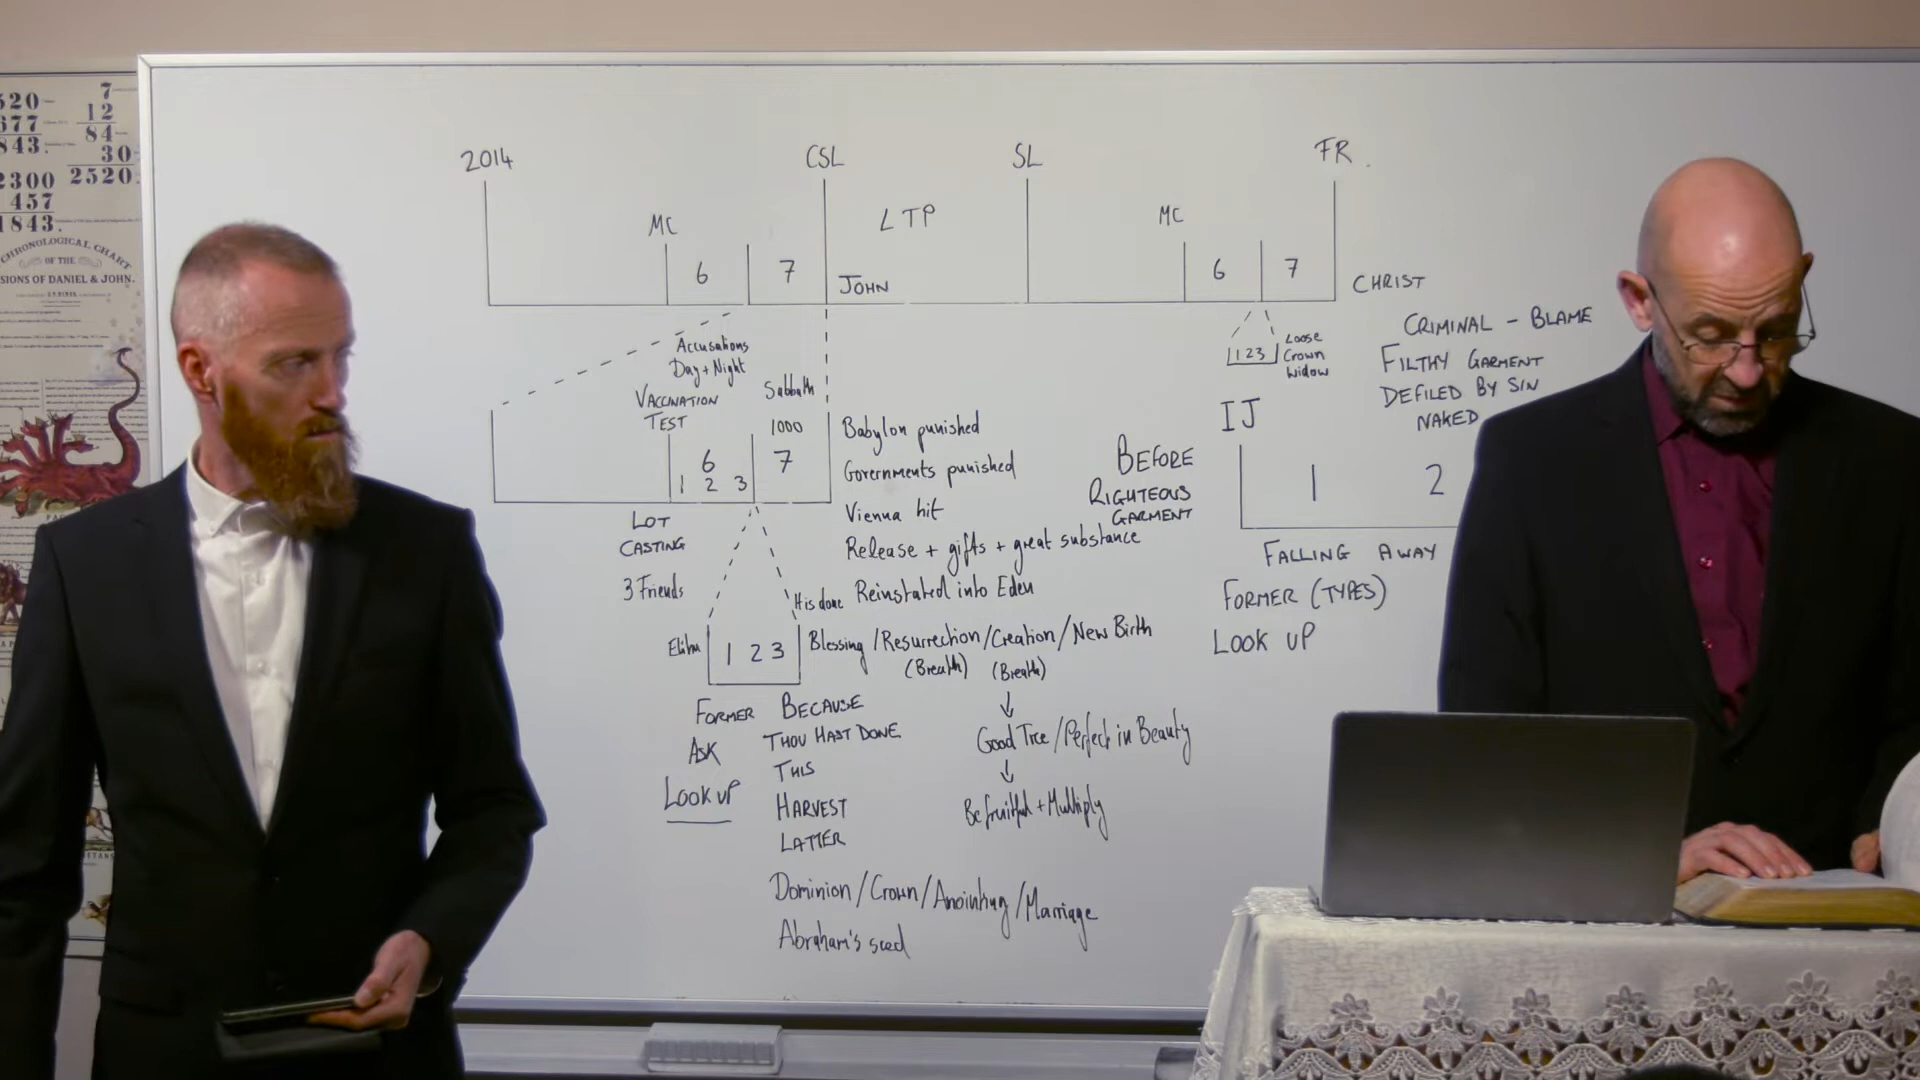 520
7
677
12
843.
84
30
2300
2520.
457
1843.
CHRONOLOGICAL CHART
OF THE
VISIONS OF DANIEL & JOHN.
2014
CSL
SL
FR.
MC
LTP
MC
6
7
JOHN
6
7
CHRIST
Accusations
Day + Night
VACCINATION
TEST
Sabbath
1000
6
7
1 2 3
LOT
CASTING
3 Friends
Elihu
1 2 3
His done
FORMER
ASK
LOOK UP
BECAUSE
THOU HAST DONE
THIS
HARVEST
LATTER
Dominion/Crown/Anointing/Marriage
Abraham's seed
Babylon punished
Governments punished
Vienna hit
Release + gifts + great substance
Reinstated into Eden
Blessing/Resurrection/Creation/New Birth
(Breath) (Breath)
↓
Good Tree/Perfect in Beauty
↓
Be fruitful + Multiply
1 2 3
Loose
Crown
Widow
CRIMINAL - BLAME
FILTHY GARMENT
DEFILED BY SIN
NAKED
IJ
BEFORE
RIGHTEOUS
GARMENT
1
2
FALLING AWAY
FORMER (TYPES)
LOOK UP